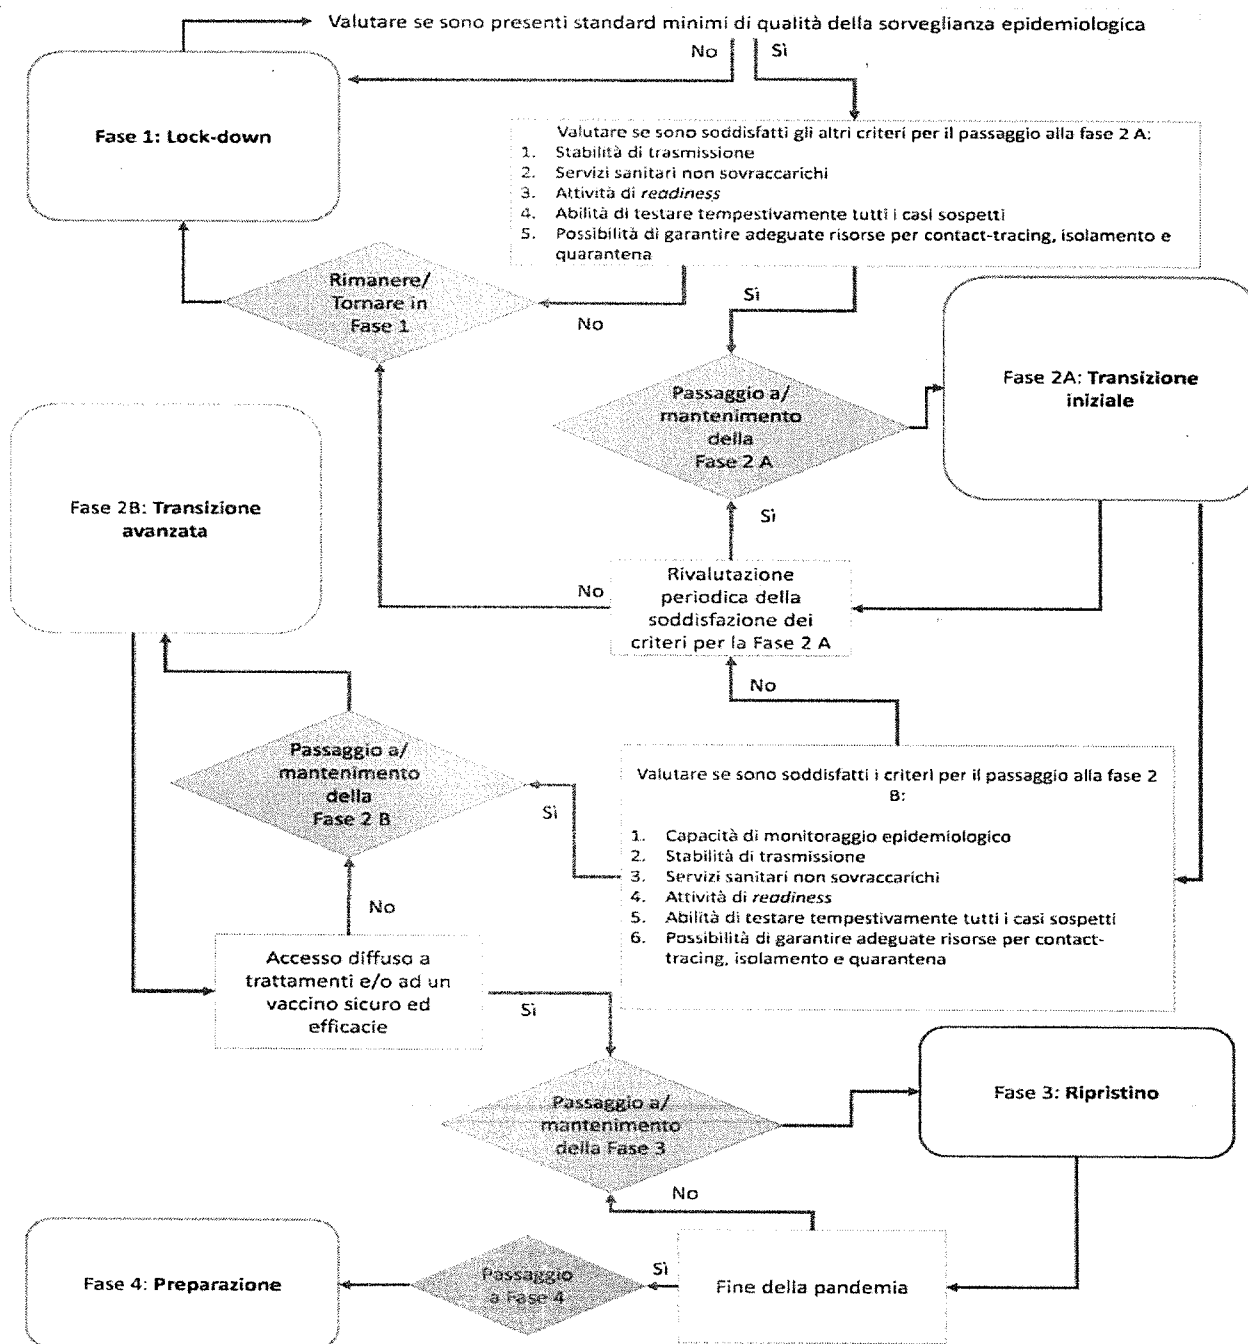 Valutare se sono presenti standard minimi di qualità della sorveglianza epidemiologica
No
Sì
Fase 1: Lock-down
Valutare se sono soddisfatti gli altri criteri per il passaggio alla fase 2 A:
1. Stabilità di trasmissione
2. Servizi sanitari non sovraccarichi
3. Attività di readiness
4. Abilità di testare tempestivamente tutti i casi sospetti
5. Possibilità di garantire adeguate risorse per contact-tracing, isolamento e
quarantena
Rimanere/
Tornare in
Fase 1
No
Sì
Passaggio a/
mantenimento
della
Fase 2 A
Fase 2A: Transizione
iniziale
Fase 2B: Transizione
avanzata
Sì
No
Rivalutazione
periodica della
soddisfazione dei
criteri per la Fase 2 A
No
Passaggio a/
mantenimento
della
Fase 2 B
Sì
Valutare se sono soddisfatti i criteri per il passaggio alla fase 2
B:
1. Capacità di monitoraggio epidemiologico
2. Stabilità di trasmissione
3. Servizi sanitari non sovraccarichi
4. Attività di readiness
5. Abilità di testare tempestivamente tutti i casi sospetti
6. Possibilità di garantire adeguate risorse per contact-
tracing, isolamento e quarantena
No
Accesso diffuso a
trattamenti e/o ad un
vaccino sicuro ed
efficacie
Sì
Passaggio a/
mantenimento
della Fase 3
Fase 3: Ripristino
No
Fine della pandemia
Sì
Passaggio
a Fase 4
Fase 4: Preparazione